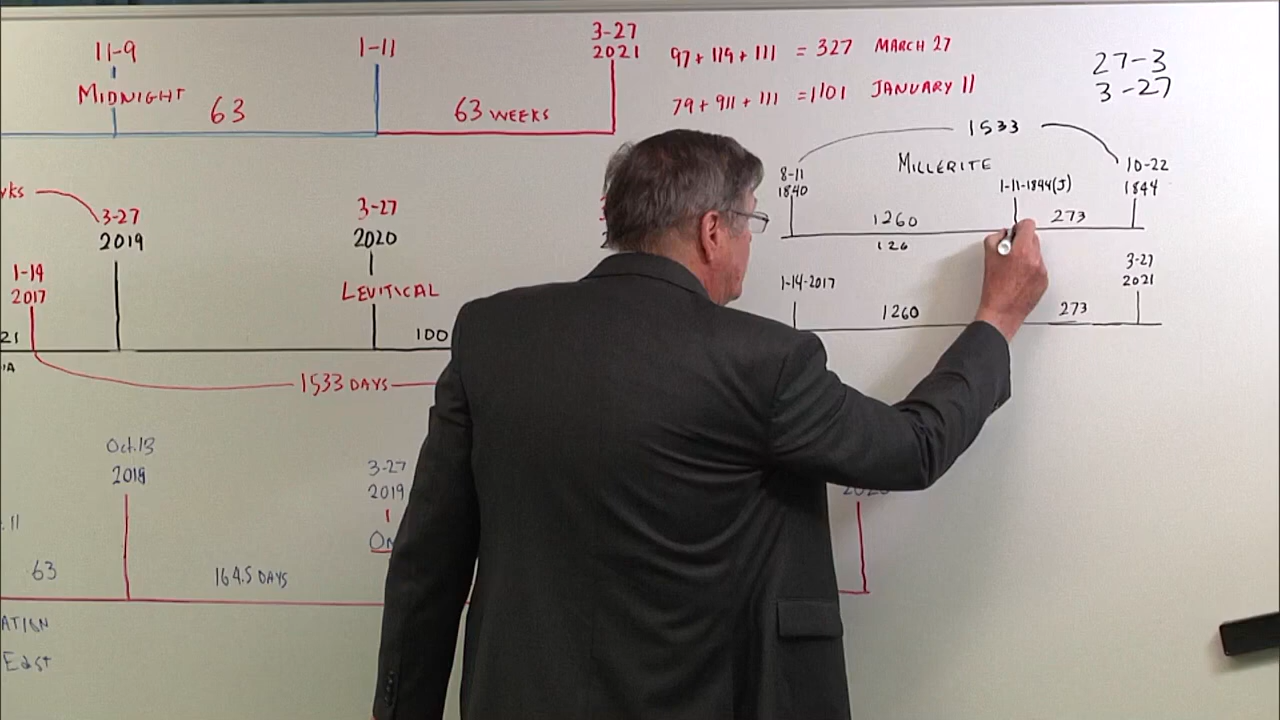 11-9
MIDNIGHT
63
1-11
63 WEEKS
3-27
2021
97 + 119 + 111 = 327 MARCH 27
79 + 911 + 111 = 1101 JANUARY 11
27-3
3-27
1533
MILLERITE
8-11
1840
1260
126
1-11-1844(J)
273
10-22
1844
1-14-2017
1260
273
3-27
2021
3-27
2019
1-14
2017
21
3-27
2020
LEVITICAL
100
1533 DAYS
Oct. 13
2018
63
164.5 DAYS
3-27
2019
East